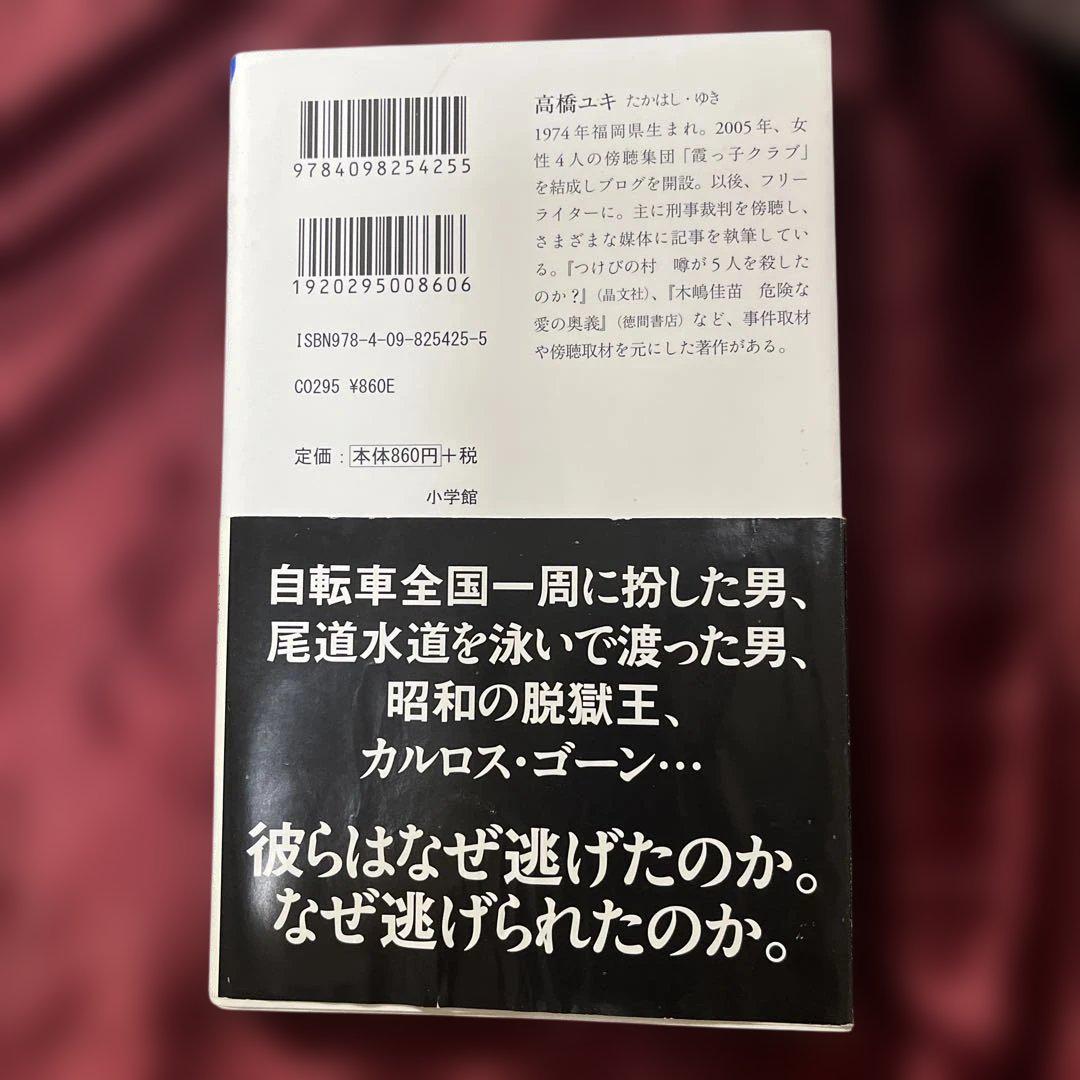 9784098254255
1920295008606
ISBN978-4-09-825425-5
C0295 ¥860E
定価：本体860円+税
小学館
高橋ユキ たかはし・ゆき
1974年福岡県生まれ。2005年、女
性4人の傍聴集団「霞っ子クラブ」
を結成しブログを開設。以後、フリー
ライターに。主に刑事裁判を傍聴し、
さまざまな媒体に記事を執筆してい
る。『つけびの村　噂が5人を殺した
のか?』（晶文社）、『木嶋佳苗　危険な
愛の奥義』（徳間書店）など、事件取材
や傍聴取材を元にした著作がある。
自転車全国一周に扮した男、
尾道水道を泳いで渡った男、
昭和の脱獄王、
カルロス・ゴーン…
彼らはなぜ逃げたのか。
なぜ逃げられたのか。